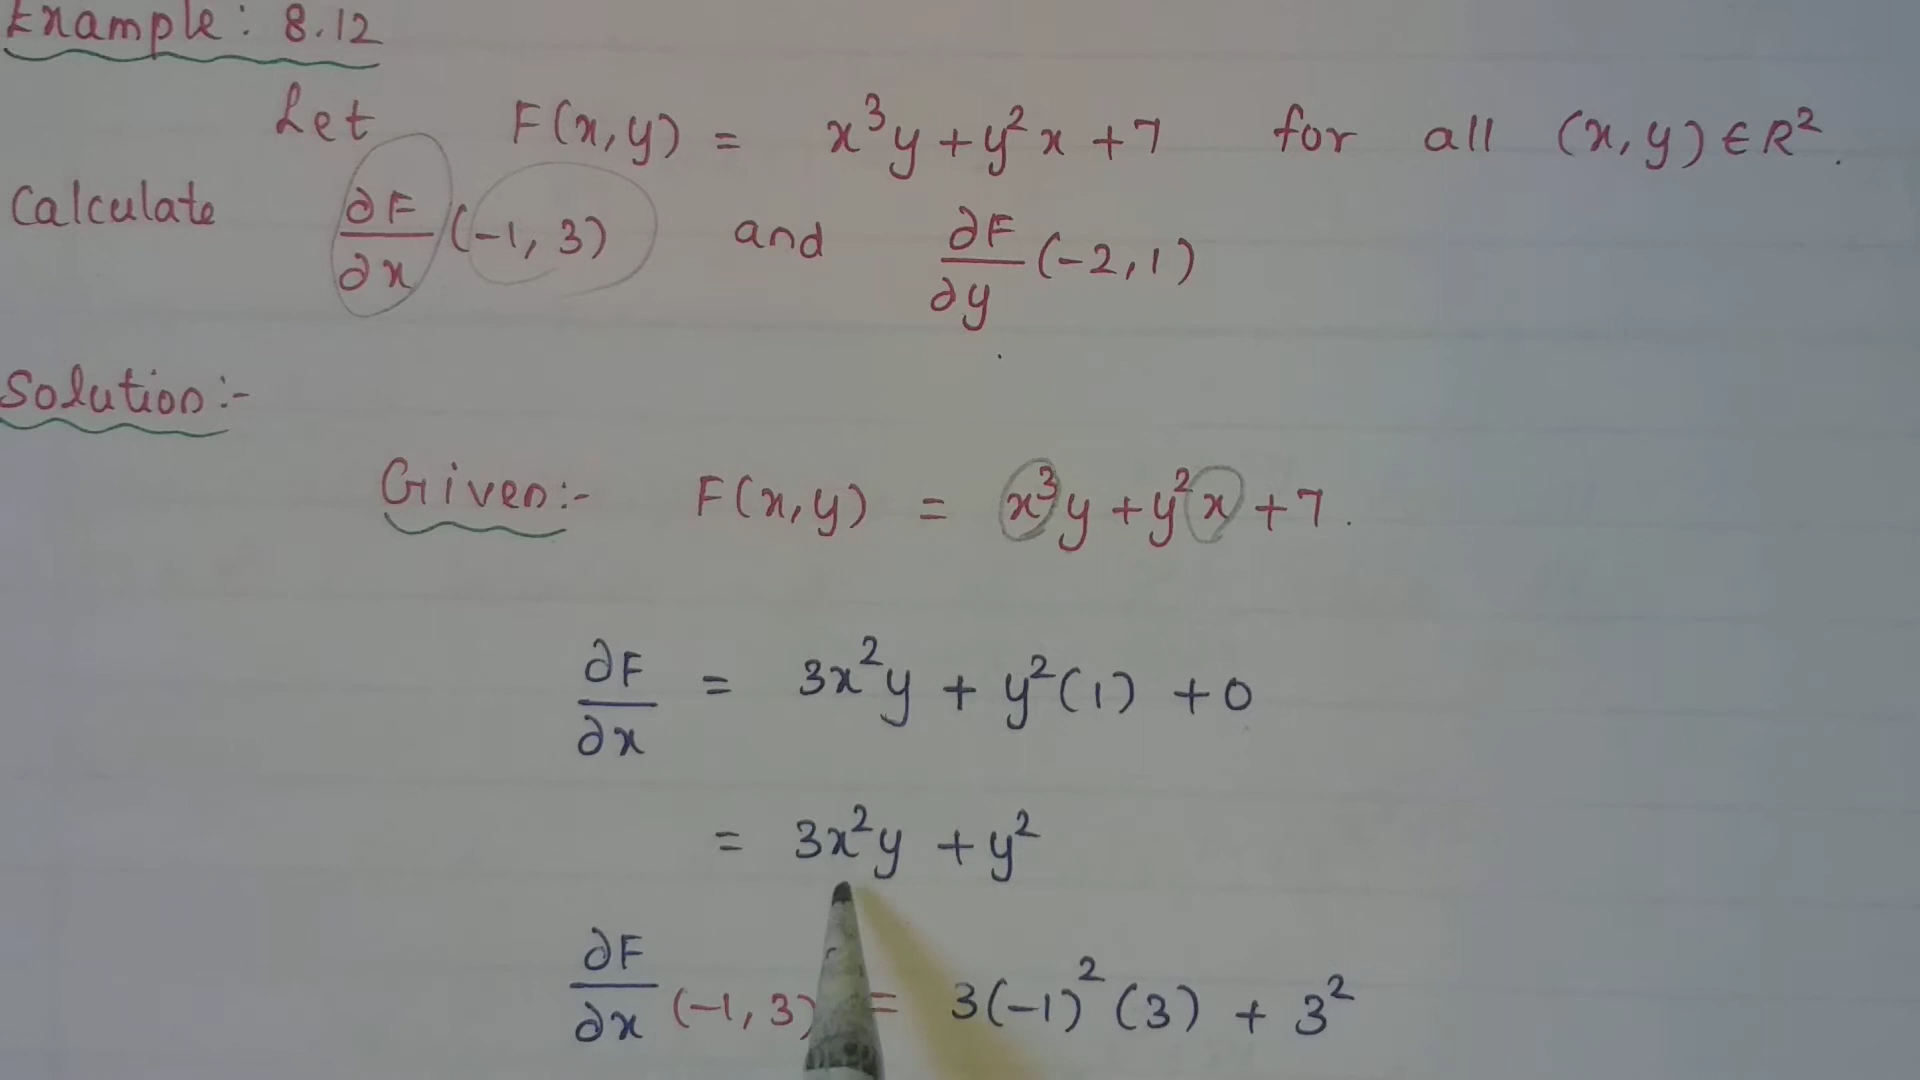 Example: 8.12
Let F(x,y) = x³y + y²x + 7 for all (x,y) ∈ R².
Calculate ∂F/∂x (-1, 3) and ∂F/∂y (-2, 1)
Solution:-
Given:- F(x,y) = x³y + y²x + 7.
∂F/∂x = 3x²y + y²(1) + 0
= 3x²y + y²
∂F/∂x (-1, 3) = 3(-1)²(3) + 3²